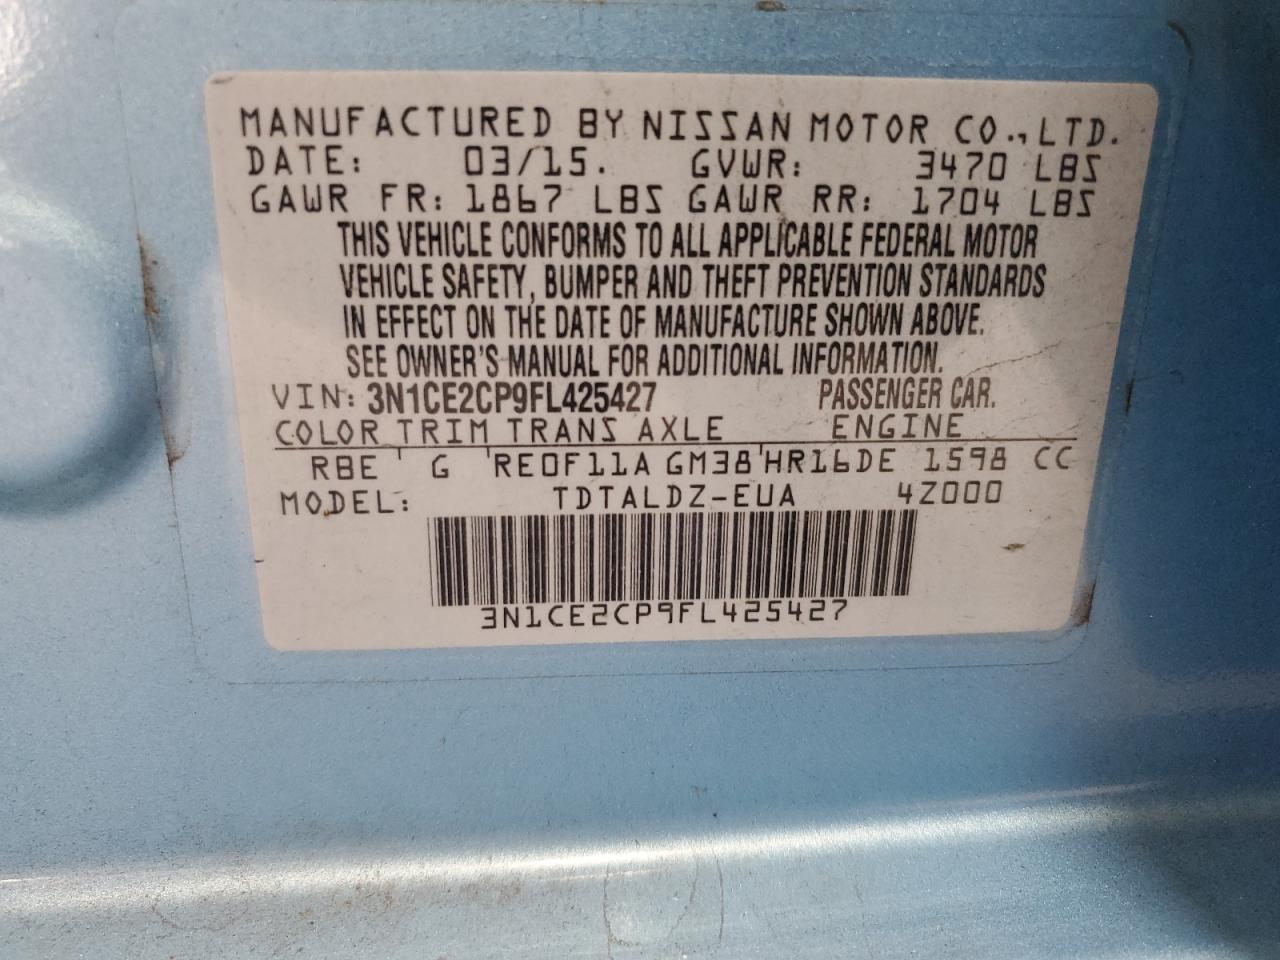 MANUFACTURED BY NISSAN MOTOR CO., LTD.
DATE: 03/15. GVWR: 3470 LBS
GAWR FR: 1867 LBS GAWR RR: 1704 LBS
THIS VEHICLE CONFORMS TO ALL APPLICABLE FEDERAL MOTOR
VEHICLE SAFETY, BUMPER AND THEFT PREVENTION STANDARDS
IN EFFECT ON THE DATE OF MANUFACTURE SHOWN ABOVE.
SEE OWNER'S MANUAL FOR ADDITIONAL INFORMATION.
VIN: 3N1CE2CP9FL425427 PASSENGER CAR.
COLOR TRIM TRANS AXLE ENGINE
RBE ' G 'RE0F11A GM38'HR16DE 1598 CC
MODEL: TDTALDZ-EUA 4Z000
3N1CE2CP9FL425427